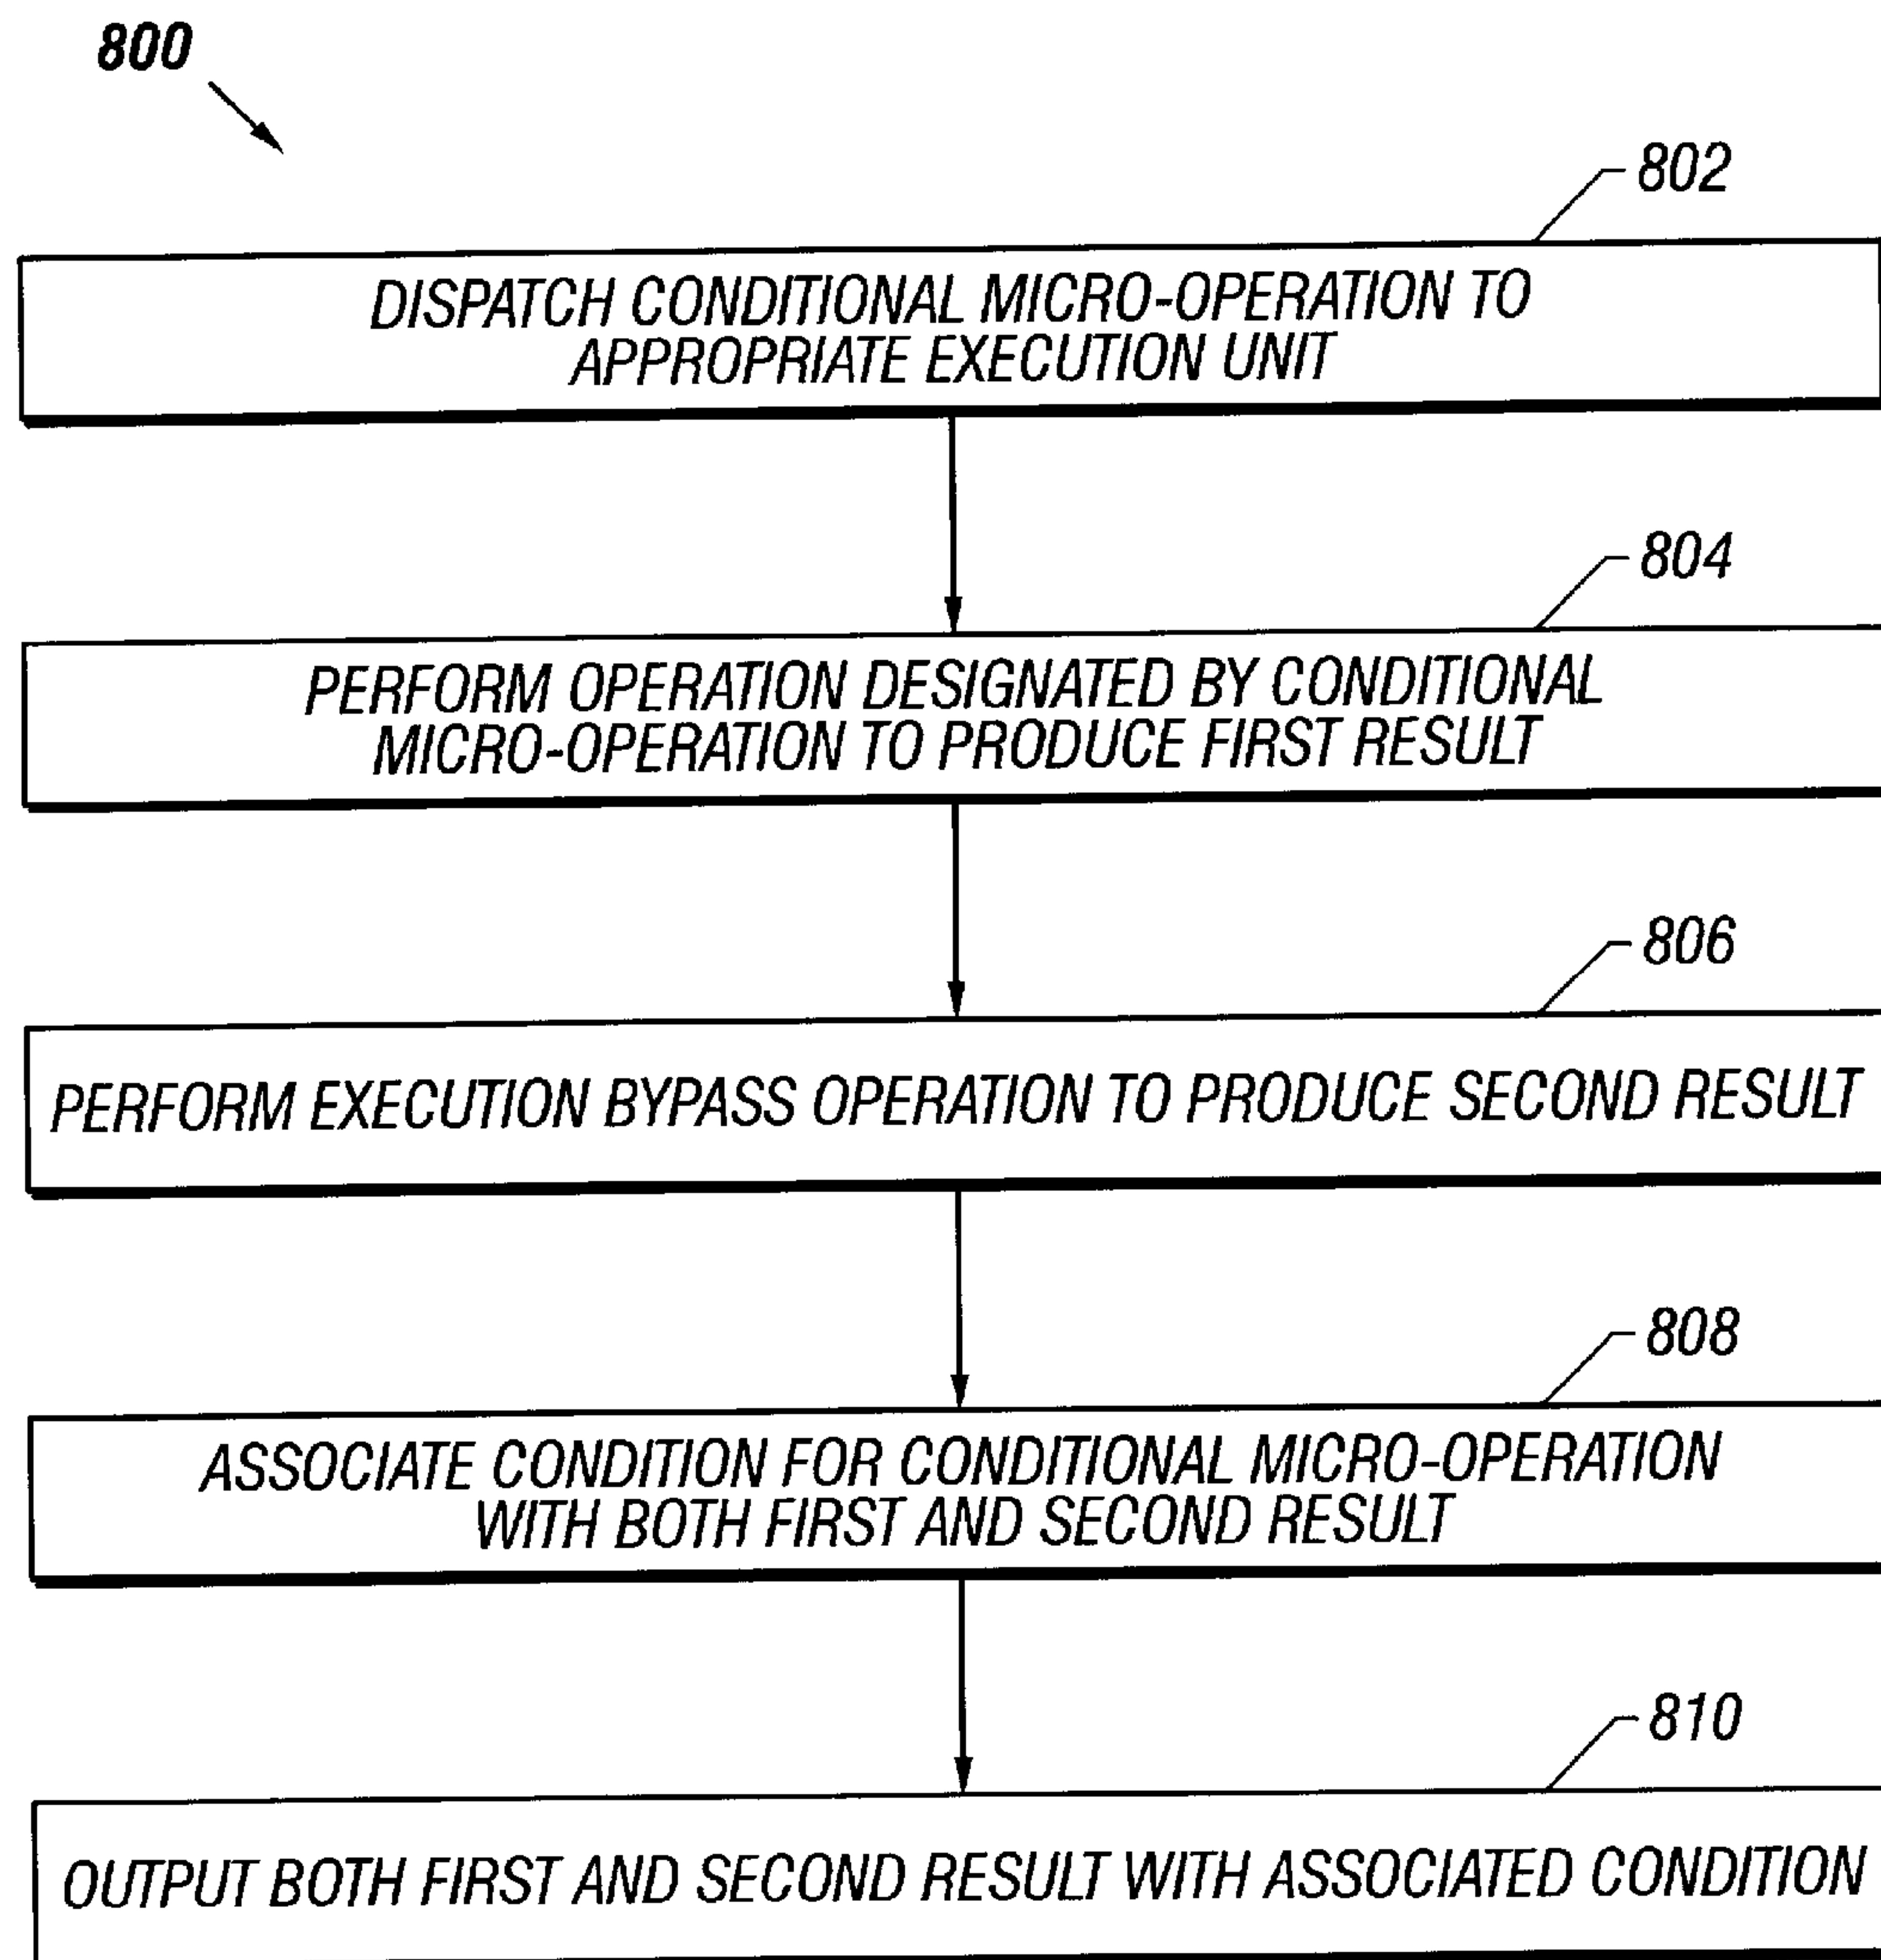 800
802
DISPATCH CONDITIONAL MICRO-OPERATION TO
APPROPRIATE EXECUTION UNIT
804
PERFORM OPERATION DESIGNATED BY CONDITIONAL
MICRO-OPERATION TO PRODUCE FIRST RESULT
806
PERFORM EXECUTION BYPASS OPERATION TO PRODUCE SECOND RESULT
808
ASSOCIATE CONDITION FOR CONDITIONAL MICRO-OPERATION
WITH BOTH FIRST AND SECOND RESULT
810
OUTPUT BOTH FIRST AND SECOND RESULT WITH ASSOCIATED CONDITION